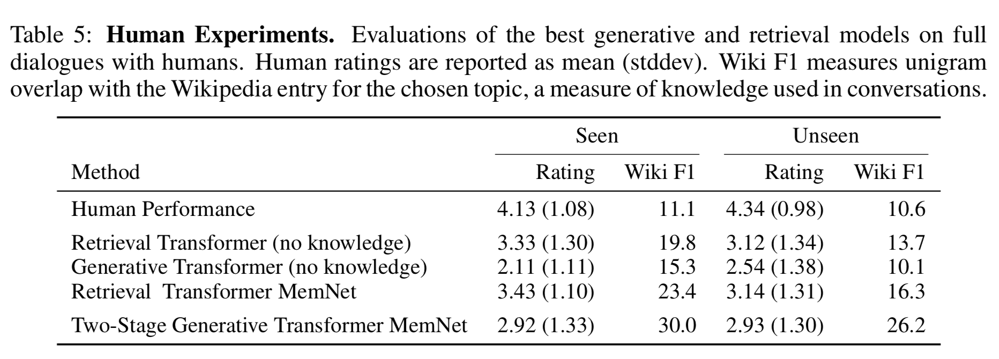 Table 5: Human Experiments. Evaluations of the best generative and retrieval models on full
dialogues with humans. Human ratings are reported as mean (stddev). Wiki F1 measures unigram
overlap with the Wikipedia entry for the chosen topic, a measure of knowledge used in conversations.
Seen Unseen
Method Rating Wiki F1 Rating Wiki F1
Human Performance 4.13 (1.08) 11.1 4.34 (0.98) 10.6
Retrieval Transformer (no knowledge) 3.33 (1.30) 19.8 3.12 (1.34) 13.7
Generative Transformer (no knowledge) 2.11 (1.11) 15.3 2.54 (1.38) 10.1
Retrieval Transformer MemNet 3.43 (1.10) 23.4 3.14 (1.31) 16.3
Two-Stage Generative Transformer MemNet 2.92 (1.33) 30.0 2.93 (1.30) 26.2